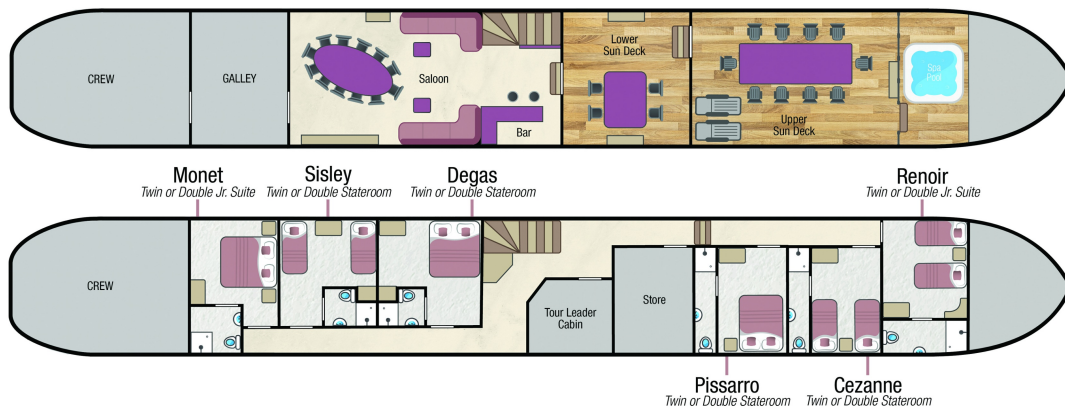 CREW
GALLEY
Saloon
Bar
Lower
Sun Deck
Upper
Sun Deck
Spa
Pool
Monet
Twin or Double Jr. Suite
Sisley
Twin or Double Stateroom
Degas
Twin or Double Stateroom
Renoir
Twin or Double Jr. Suite
CREW
Tour Leader
Cabin
Store
Pissarro
Twin or Double Stateroom
Cezanne
Twin or Double Stateroom